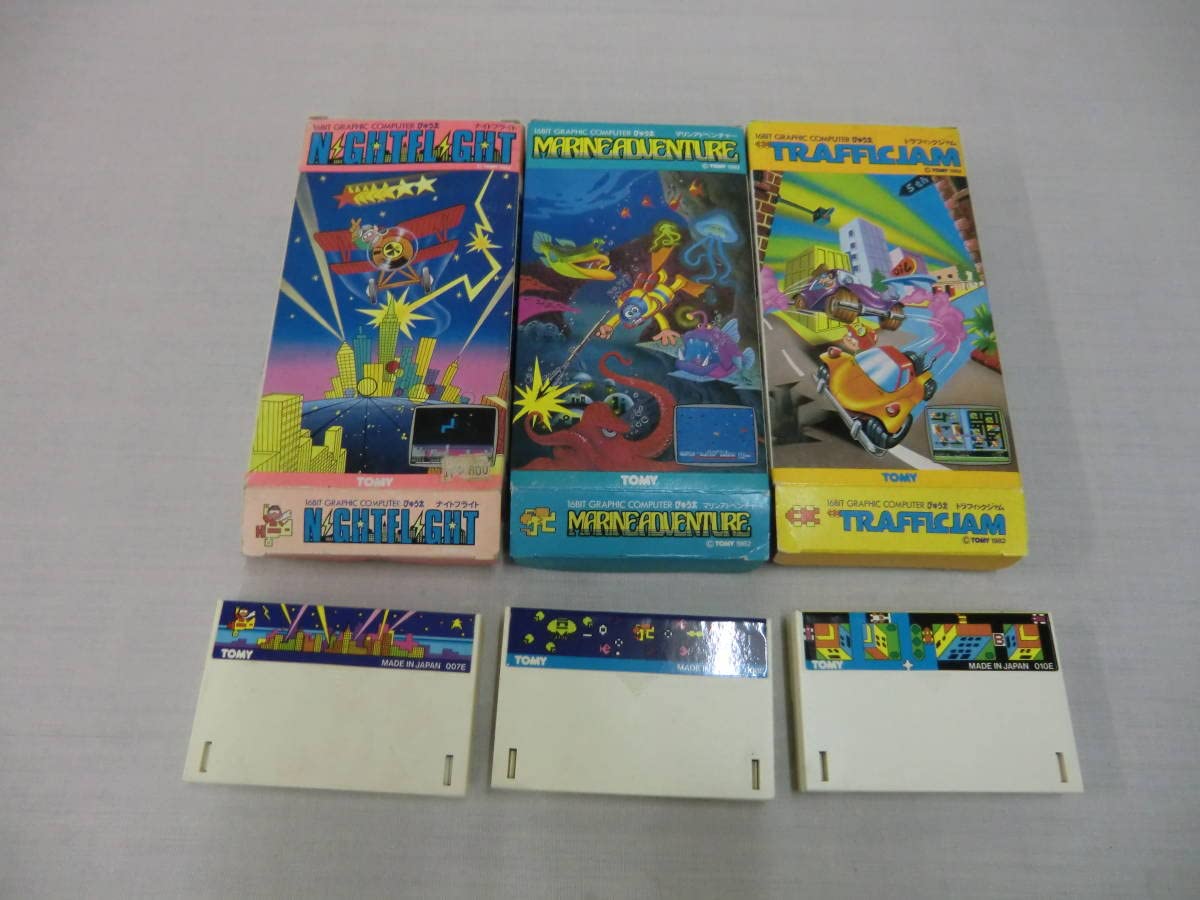 16BIT GRAPHIC COMPUTER ぴゅう太 ナイトフライト
NIGHTFLIGHT
TOMY
16BIT GRAPHIC COMPUTER ぴゅう太 ナイトフライト
NIGHTFLIGHT
16BIT GRAPHIC COMPUTER ぴゅう太 マリンアドベンチャー
MARINE ADVENTURE
© TOMY 1982
TOMY
16BIT GRAPHIC COMPUTER ぴゅう太 マリンアドベンチャー
MARINE ADVENTURE
© TOMY 1982
16BIT GRAPHIC COMPUTER ぴゅう太 トラフィックジャム
TRAFFIC JAM
© TOMY 1982
5th
OIL
TOMY
16BIT GRAPHIC COMPUTER ぴゅう太 トラフィックジャム
TRAFFIC JAM
© TOMY 1982
TOMY
MADE IN JAPAN 007E
TOMY
MADE IN
B
TOMY
MADE IN JAPAN 010E